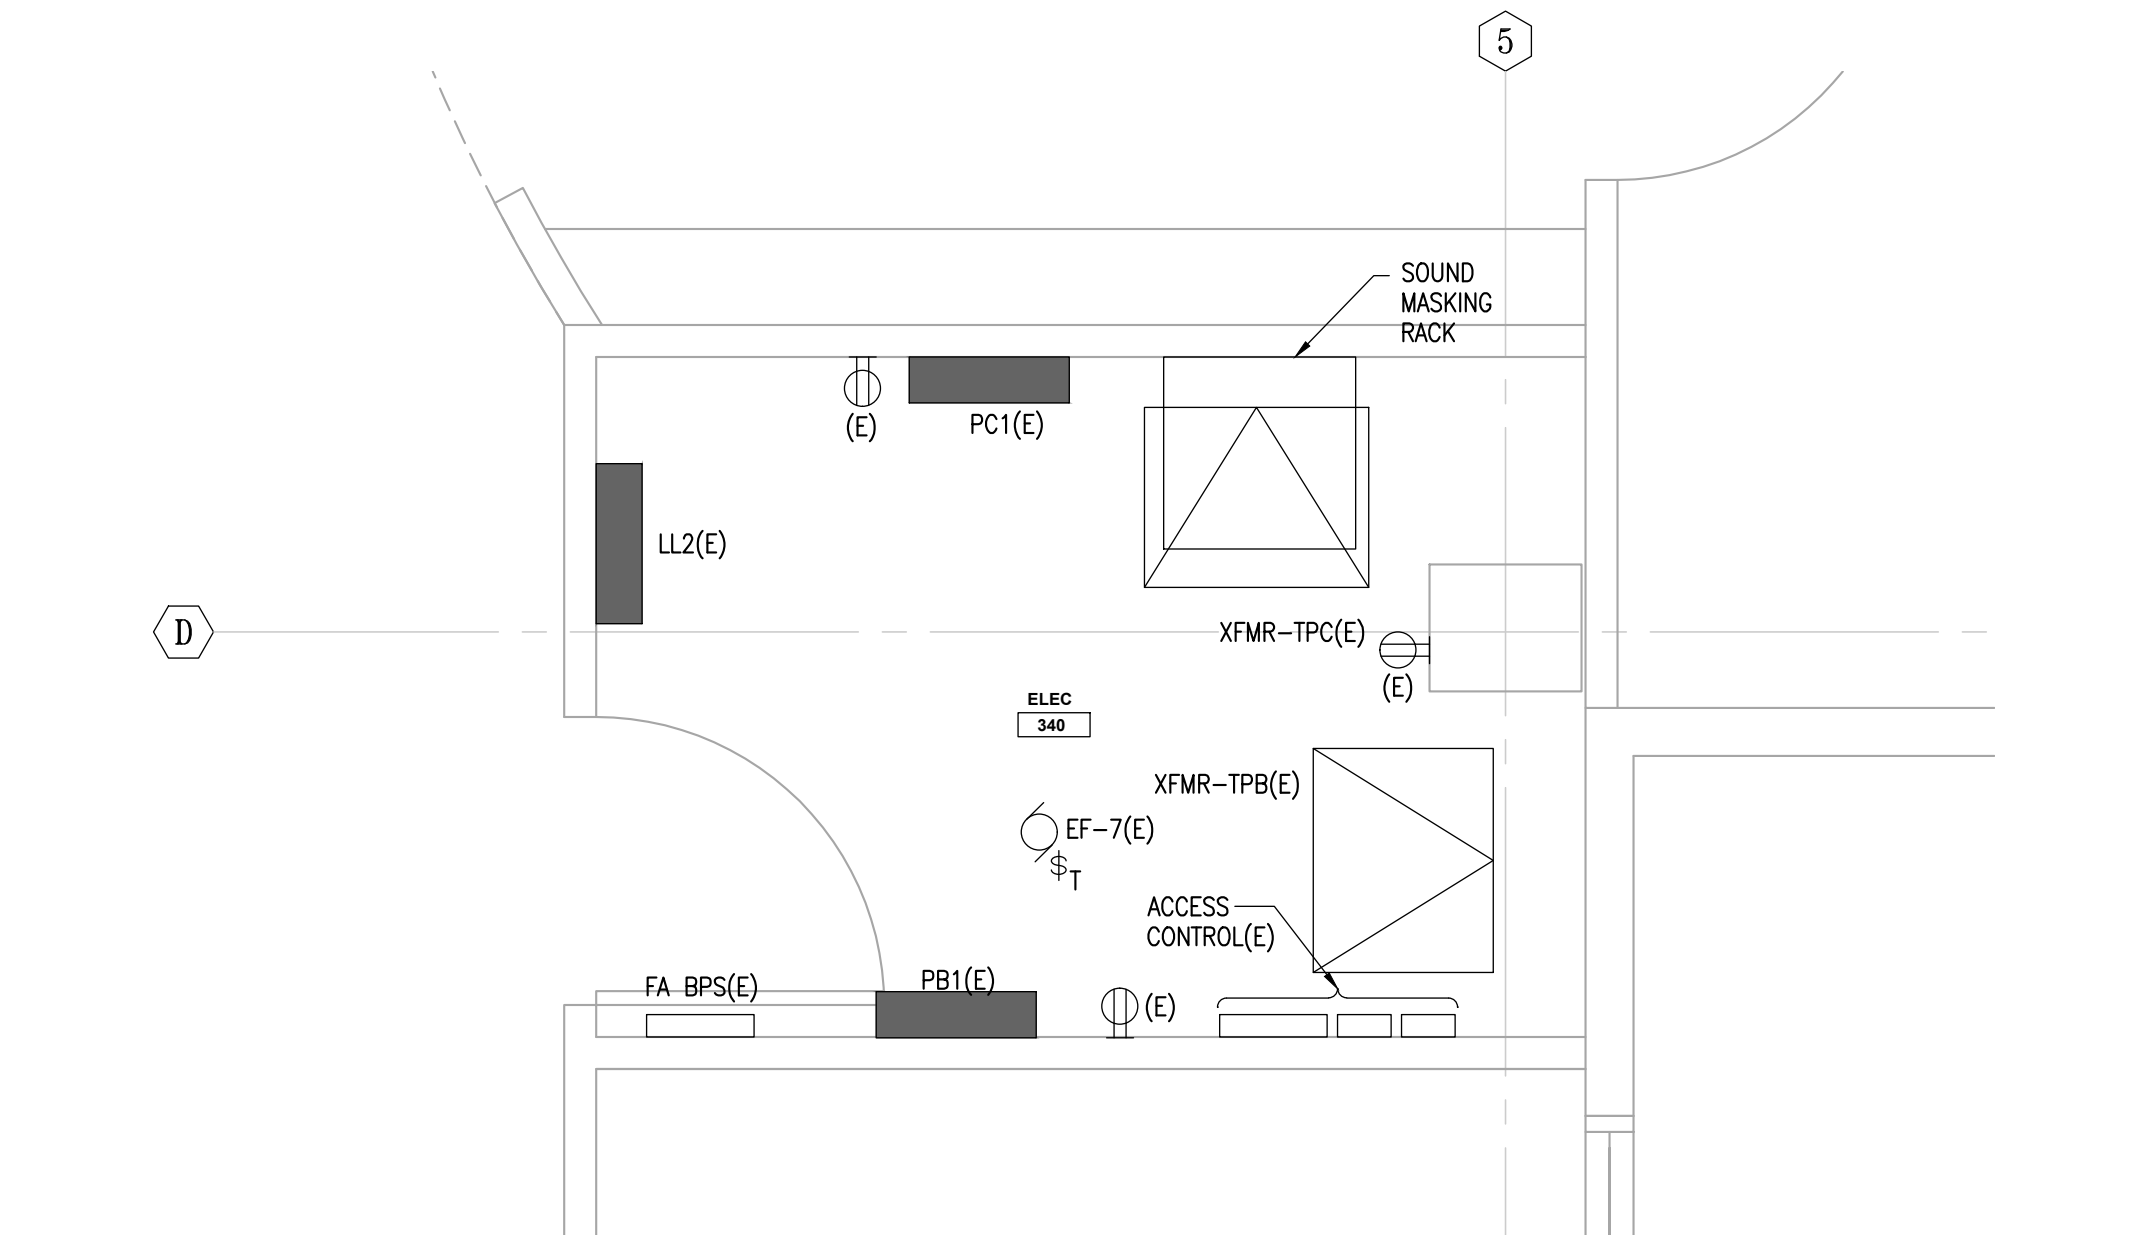 5
SOUND
MASKING
RACK
(E)
PC1(E)
LL2(E)
D
XFMR-TPC(E)
(E)
ELEC
340
XFMR-TPB(E)
EF-7(E)
$T
ACCESS
CONTROL(E)
FA BPS(E)
PB1(E)
(E)